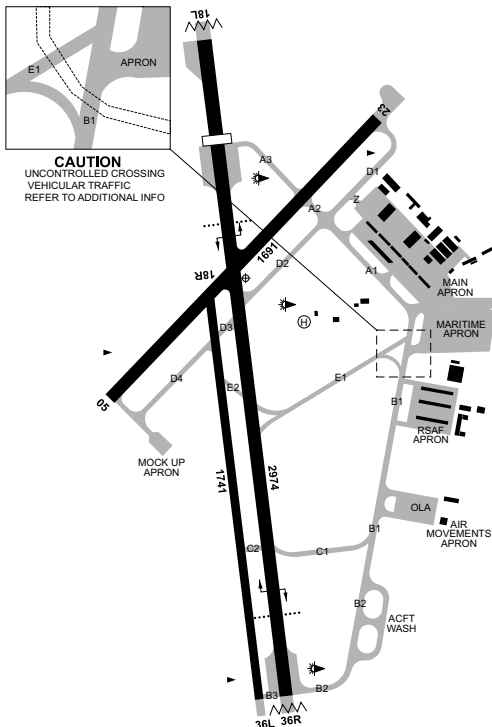 18L
E1
APRON
B1
CAUTION
UNCONTROLLED CROSSING
VEHICULAR TRAFFIC
REFER TO ADDITIONAL INFO
23
A3
D1
Z
A2
1691
D2
18R
A1
MAIN
APRON
MARITIME
APRON
H
D3
D4
E2
E1
05
B1
RSAF
APRON
MOCK UP
APRON
1741
2974
OLA
B1
AIR
MOVEMENTS
APRON
C2
C1
B2
ACFT
WASH
B2
B3
36L
36R